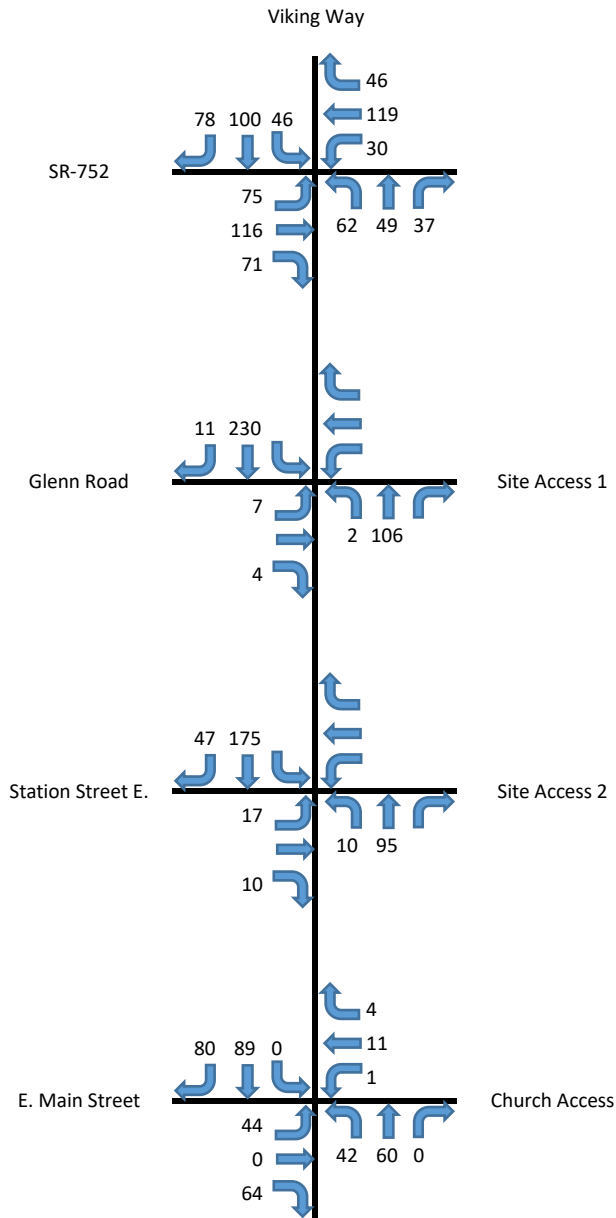 Viking Way
46
78 100 46 119
30
SR-752
75
62 49 37
116
71
11 230
Glenn Road Site Access 1
7
2 106
4
47 175
Station Street E. Site Access 2
17
10 95
10
4
80 89 0 11
1
E. Main Street Church Access
44
42 60 0
0
64